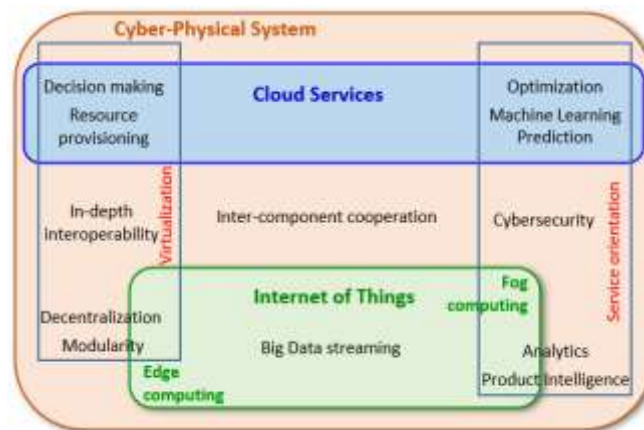 Cyber-Physical System
Decision making
Resource
provisioning
Cloud Services
Optimization
Machine Learning
Prediction
In-depth
interoperability
Virtualization
Inter-component cooperation
Cybersecurity
Service orientation
Decentralization
Modularity
Internet of Things
Big Data streaming
Fog
computing
Edge
computing
Analytics
Product Intelligence